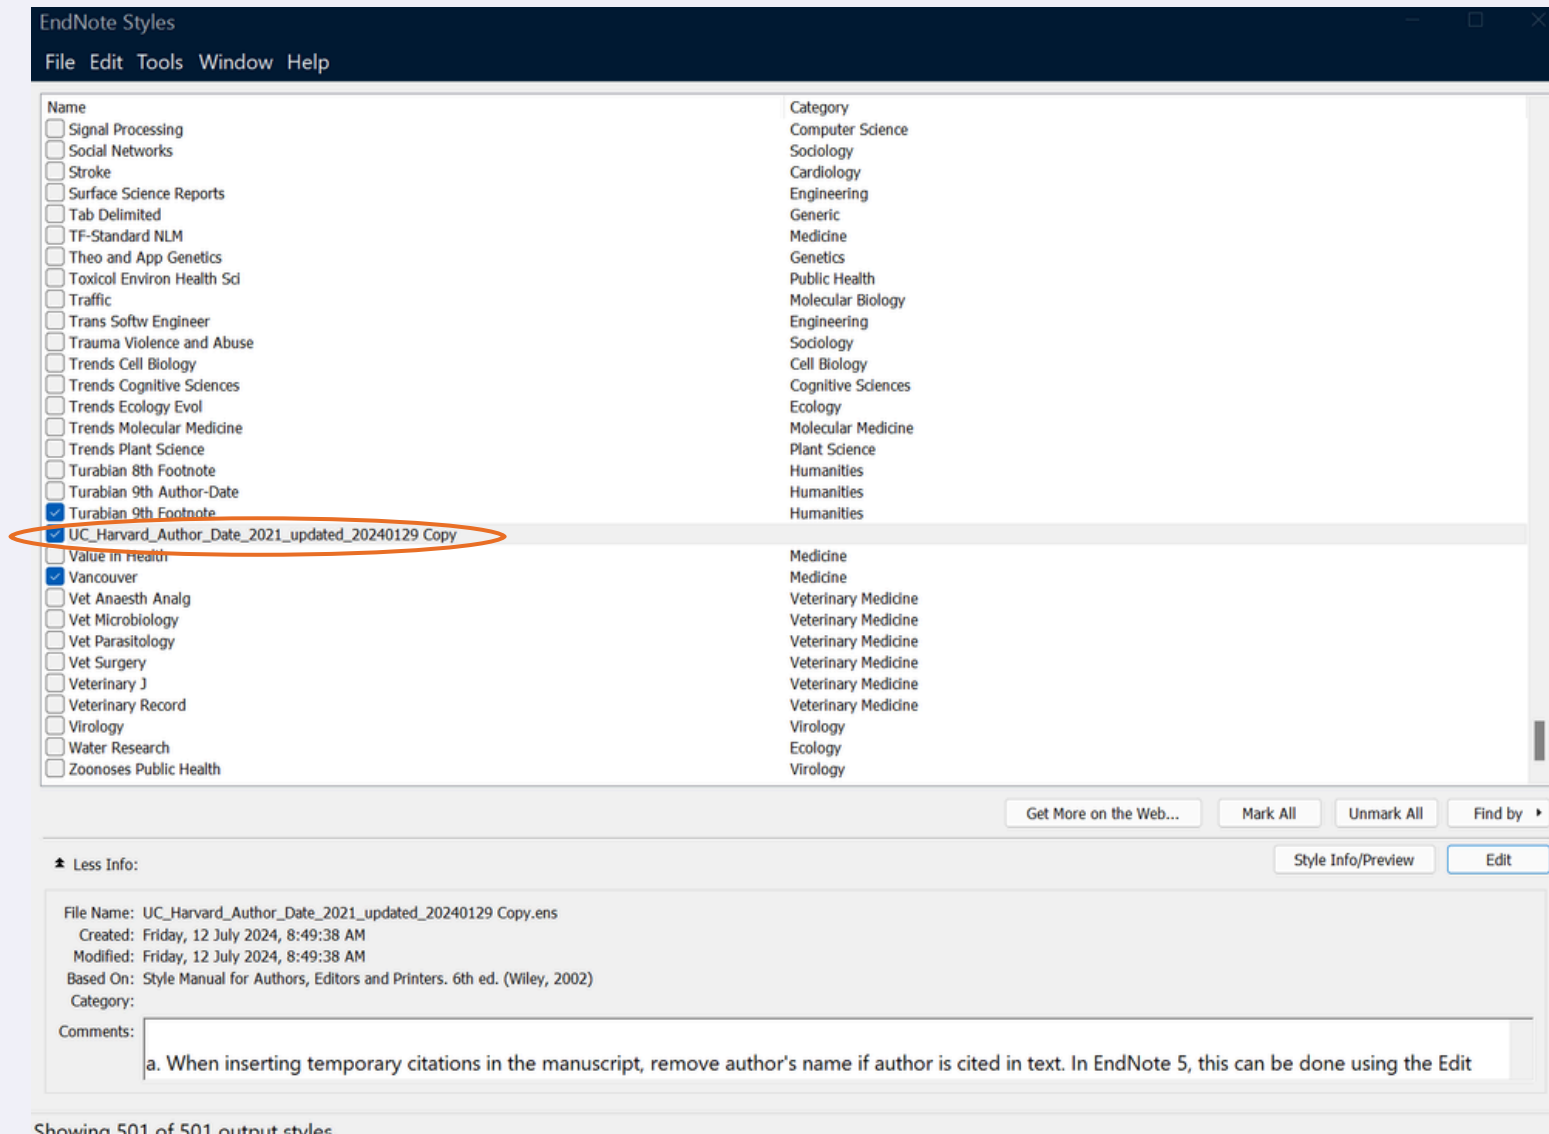 EndNote Styles
File Edit Tools Window Help
Name Category
Signal Processing Computer Science
Social Networks Sociology
Stroke Cardiology
Surface Science Reports Engineering
Tab Delimited Generic
TF-Standard NLM Medicine
Theo and App Genetics Genetics
Toxicol Environ Health Sci Public Health
Traffic Molecular Biology
Trans Softw Engineer Engineering
Trauma Violence and Abuse Sociology
Trends Cell Biology Cell Biology
Trends Cognitive Sciences Cognitive Sciences
Trends Ecology Evol Ecology
Trends Molecular Medicine Molecular Medicine
Trends Plant Science Plant Science
Turabian 8th Footnote Humanities
Turabian 9th Author-Date Humanities
Turabian 9th Footnote Humanities
UC_Harvard_Author_Date_2021_updated_20240129 Copy
Value in Health Medicine
Vancouver Medicine
Vet Anaesth Analg Veterinary Medicine
Vet Microbiology Veterinary Medicine
Vet Parasitology Veterinary Medicine
Vet Surgery Veterinary Medicine
Veterinary J Veterinary Medicine
Veterinary Record Veterinary Medicine
Virology Virology
Water Research Ecology
Zoonoses Public Health Virology
Get More on the Web... Mark All Unmark All Find by
Less Info: Style Info/Preview Edit
File Name: UC_Harvard_Author_Date_2021_updated_20240129 Copy.ens
Created: Friday, 12 July 2024, 8:49:38 AM
Modified: Friday, 12 July 2024, 8:49:38 AM
Based On: Style Manual for Authors, Editors and Printers. 6th ed. (Wiley, 2002)
Category:
Comments:
a. When inserting temporary citations in the manuscript, remove author's name if author is cited in text. In EndNote 5, this can be done using the Edit
Showing 501 of 501 output styles